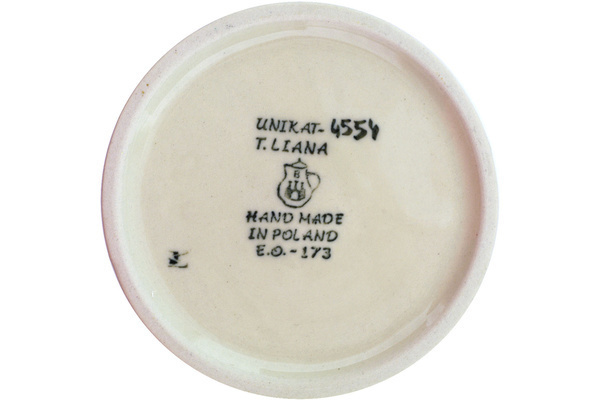 UNIKAT-4554
T.LIANA
B
HAND MADE
IN POLAND
E.O.-173